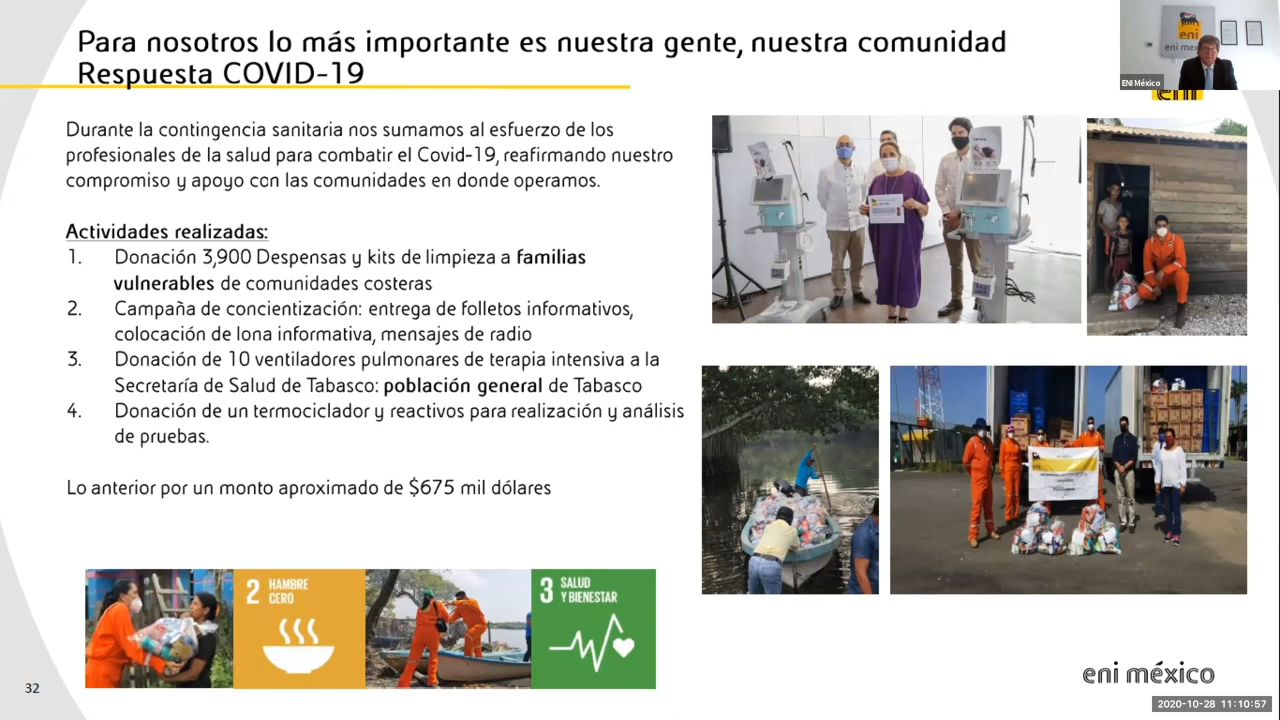 Para nosotros lo más importante es nuestra gente, nuestra comunidad
Respuesta COVID-19
eni
eni méxico
ENI México
eni
Durante la contingencia sanitaria nos sumamos al esfuerzo de los
profesionales de la salud para combatir el Covid-19, reafirmando nuestro
compromiso y apoyo con las comunidades en donde operamos.
Actividades realizadas:
1. Donación 3,900 Despensas y kits de limpieza a familias
vulnerables de comunidades costeras
2. Campaña de concientización: entrega de folletos informativos,
colocación de lona informativa, mensajes de radio
3. Donación de 10 ventiladores pulmonares de terapia intensiva a la
Secretaría de Salud de Tabasco: población general de Tabasco
4. Donación de un termociclador y reactivos para realización y análisis
de pruebas.
Lo anterior por un monto aproximado de $675 mil dólares
2 HAMBRE
CERO
3 SALUD
Y BIENESTAR
32
eni méxico
2020-10-28 11:10:57